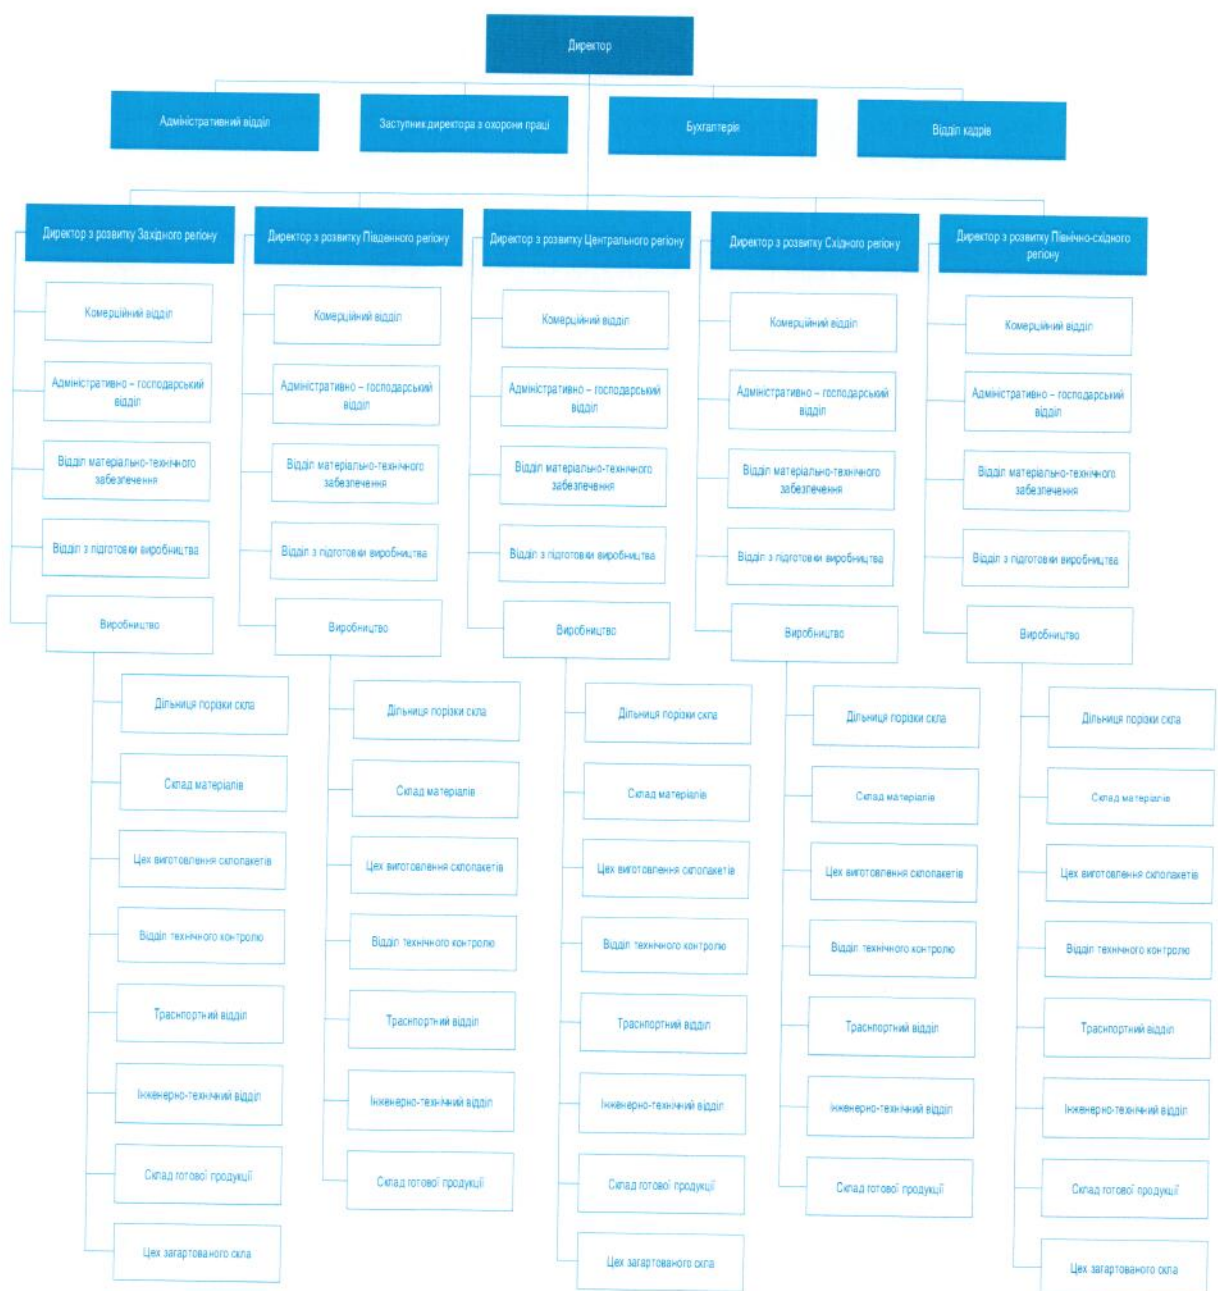 Директор
Адміністративний відділ
Заступник директора з охорони праці
Бухгалтерія
Відділ кадрів
Директор з розвитку Західного регіону
Директор з розвитку Південного регіону
Директор з розвитку Центрального регіону
Директор з розвитку Східного регіону
Директор з розвитку Північно-східного
регіону
Комерційний відділ
Комерційний відділ
Комерційний відділ
Комерційний відділ
Комерційний відділ
Адміністративно – господарський
відділ
Адміністративно – господарський
відділ
Адміністративно – господарський
відділ
Адміністративно – господарський
відділ
Адміністративно – господарський
відділ
Відділ матеріально-технічного
забезпечення
Відділ матеріально-технічного
забезпечення
Відділ матеріально-технічного
забезпечення
Відділ матеріально-технічного
забезпечення
Відділ матеріально-технічного
забезпечення
Відділ з підготовки виробництва
Відділ з підготовки виробництва
Відділ з підготовки виробництва
Відділ з підготовки виробництва
Відділ з підготовки виробництва
Виробництво
Виробництво
Виробництво
Виробництво
Виробництво
Дільниця порізки скла
Дільниця порізки скла
Дільниця порізки скла
Дільниця порізки скла
Дільниця порізки скла
Склад матеріалів
Склад матеріалів
Склад матеріалів
Склад матеріалів
Склад матеріалів
Цех виготовлення склопакетів
Цех виготовлення склопакетів
Цех виготовлення склопакетів
Цех виготовлення склопакетів
Цех виготовлення склопакетів
Відділ технічного контролю
Відділ технічного контролю
Відділ технічного контролю
Відділ технічного контролю
Відділ технічного контролю
Траснпортний відділ
Траснпортний відділ
Траснпортний відділ
Траснпортний відділ
Траснпортний відділ
Інженерно-технічний відділ
Інженерно-технічний відділ
Інженерно-технічний відділ
Інженерно-технічний відділ
Інженерно-технічний відділ
Склад готової продукції
Склад готової продукції
Склад готової продукції
Склад готової продукції
Склад готової продукції
Цех загартованого скла
Цех загартованого скла
Цех загартованого скла